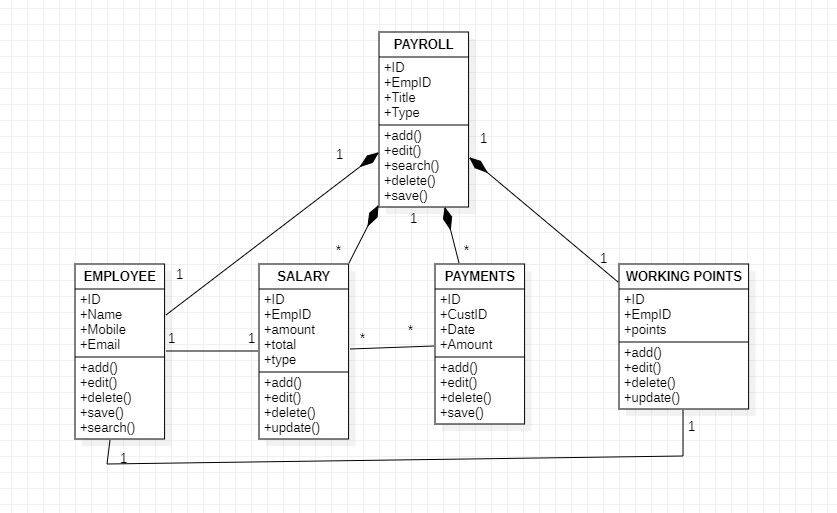 PAYROLL
+ID
+EmpID
+Title
+Type
+add()
+edit()
+search()
+delete()
+save()
1
1
1
*
*
1
1
EMPLOYEE
+ID
+Name
+Mobile
+Email
+add()
+edit()
+delete()
+save()
+search()
1
1
SALARY
+ID
+EmpID
+amount
+total
+type
+add()
+edit()
+delete()
+update()
*
*
PAYMENTS
+ID
+CustID
+Date
+Amount
+add()
+edit()
+delete()
+save()
WORKING POINTS
+ID
+EmpID
+points
+add()
+edit()
+delete()
+update()
1
1